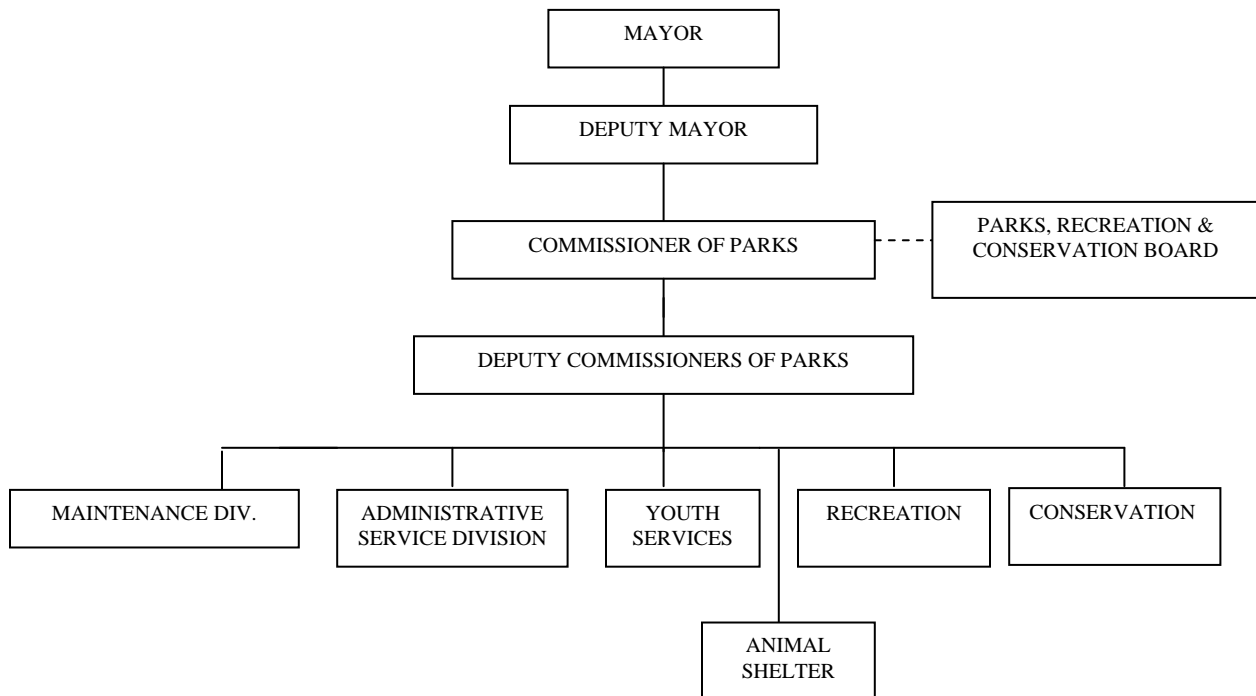 MAYOR
DEPUTY MAYOR
COMMISSIONER OF PARKS
PARKS, RECREATION &
CONSERVATION BOARD
DEPUTY COMMISSIONERS OF PARKS
MAINTENANCE DIV.
ADMINISTRATIVE
SERVICE DIVISION
YOUTH
SERVICES
RECREATION
CONSERVATION
ANIMAL
SHELTER